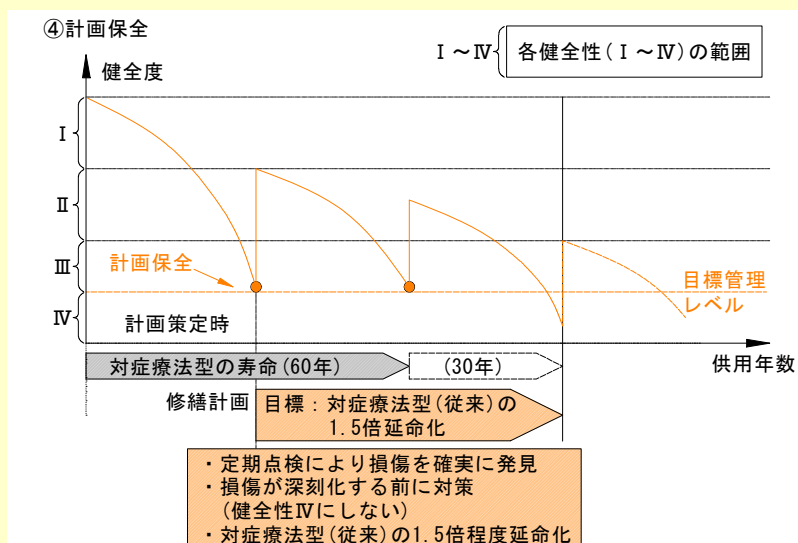 ④計画保全
Ⅰ～Ⅳ
各健全性(Ⅰ～Ⅳ)の範囲
健全度
Ⅰ
Ⅱ
Ⅲ
Ⅳ
計画保全
目標管理
レベル
計画策定時
供用年数
対症療法型の寿命(60年)
(30年)
修繕計画
目標：対症療法型(従来)の
1.5倍延命化
・定期点検により損傷を確実に発見
・損傷が深刻化する前に対策
(健全性Ⅳにしない)
・対症療法型(従来)の1.5倍程度延命化